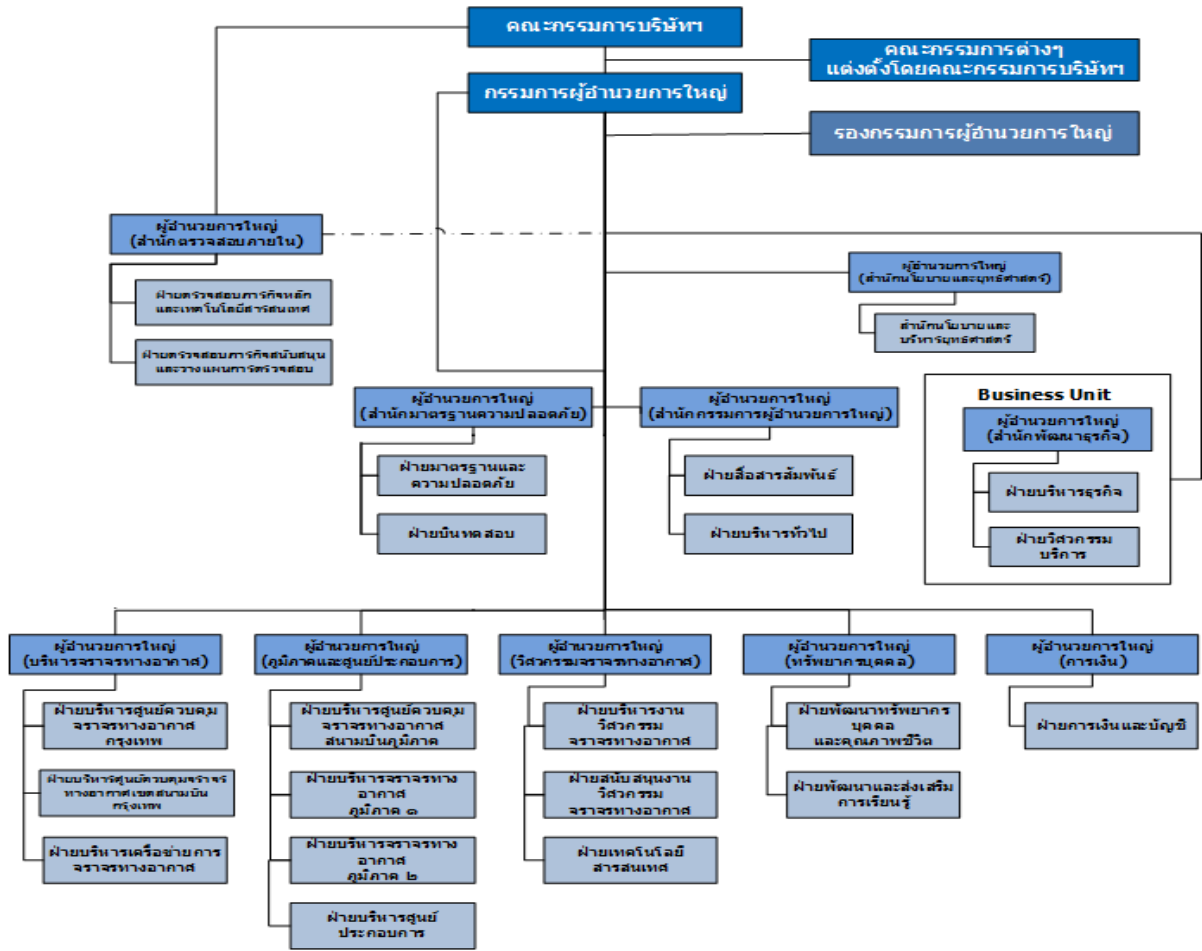 คณะกรรมการบริษัทฯ
คณะกรรมการต่างๆ
แต่งตั้งโดยคณะกรรมการบริษัทฯ
กรรมการผู้อำนวยการใหญ่
รองกรรมการผู้อำนวยการใหญ่
ผู้อำนวยการใหญ่
(สำนักตรวจสอบภายใน)
ฝ่ายตรวจสอบภารกิจหลัก
และเทคโนโลยีสารสนเทศ
ฝ่ายตรวจสอบภารกิจสนับสนุน
และวางแผนการตรวจสอบ
ผู้อำนวยการใหญ่
(สำนักนโยบายและยุทธศาสตร์)
สำนักนโยบายและ
บริหารยุทธศาสตร์
ผู้อำนวยการใหญ่
(สำนักมาตรฐานความปลอดภัย)
ฝ่ายมาตรฐานและ
ความปลอดภัย
ฝ่ายบินทดสอบ
ผู้อำนวยการใหญ่
(สำนักกรรมการผู้อำนวยการใหญ่)
ฝ่ายสื่อสารสัมพันธ์
ฝ่ายบริหารทั่วไป
Business Unit
ผู้อำนวยการใหญ่
(สำนักพัฒนาธุรกิจ)
ฝ่ายบริหารธุรกิจ
ฝ่ายวิศวกรรม
บริการ
ผู้อำนวยการใหญ่
(บริหารจราจรทางอากาศ)
ฝ่ายบริหารศูนย์ควบคุม
จราจรทางอากาศ
กรุงเทพ
ฝ่ายบริหารศูนย์ควบคุมจราจร
ทางอากาศเขตสนามบิน
กรุงเทพ
ฝ่ายบริหารเครือข่ายการ
จราจรทางอากาศ
ผู้อำนวยการใหญ่
(ภูมิภาคและศูนย์ประกอบการ)
ฝ่ายบริหารศูนย์ควบคุม
จราจรทางอากาศ
สนามบินภูมิภาค
ฝ่ายบริหารจราจรทาง
อากาศ
ภูมิภาค ๑
ฝ่ายบริหารจราจรทาง
อากาศ
ภูมิภาค ๒
ฝ่ายบริหารศูนย์
ประกอบการ
ผู้อำนวยการใหญ่
(วิศวกรรมจราจรทางอากาศ)
ฝ่ายบริหารงาน
วิศวกรรม
จราจรทางอากาศ
ฝ่ายสนับสนุนงาน
วิศวกรรม
จราจรทางอากาศ
ฝ่ายเทคโนโลยี
สารสนเทศ
ผู้อำนวยการใหญ่
(ทรัพยากรบุคคล)
ฝ่ายพัฒนาทรัพยากร
บุคคล
และคุณภาพชีวิต
ฝ่ายพัฒนาและส่งเสริม
การเรียนรู้
ผู้อำนวยการใหญ่
(การเงิน)
ฝ่ายการเงินและบัญชี